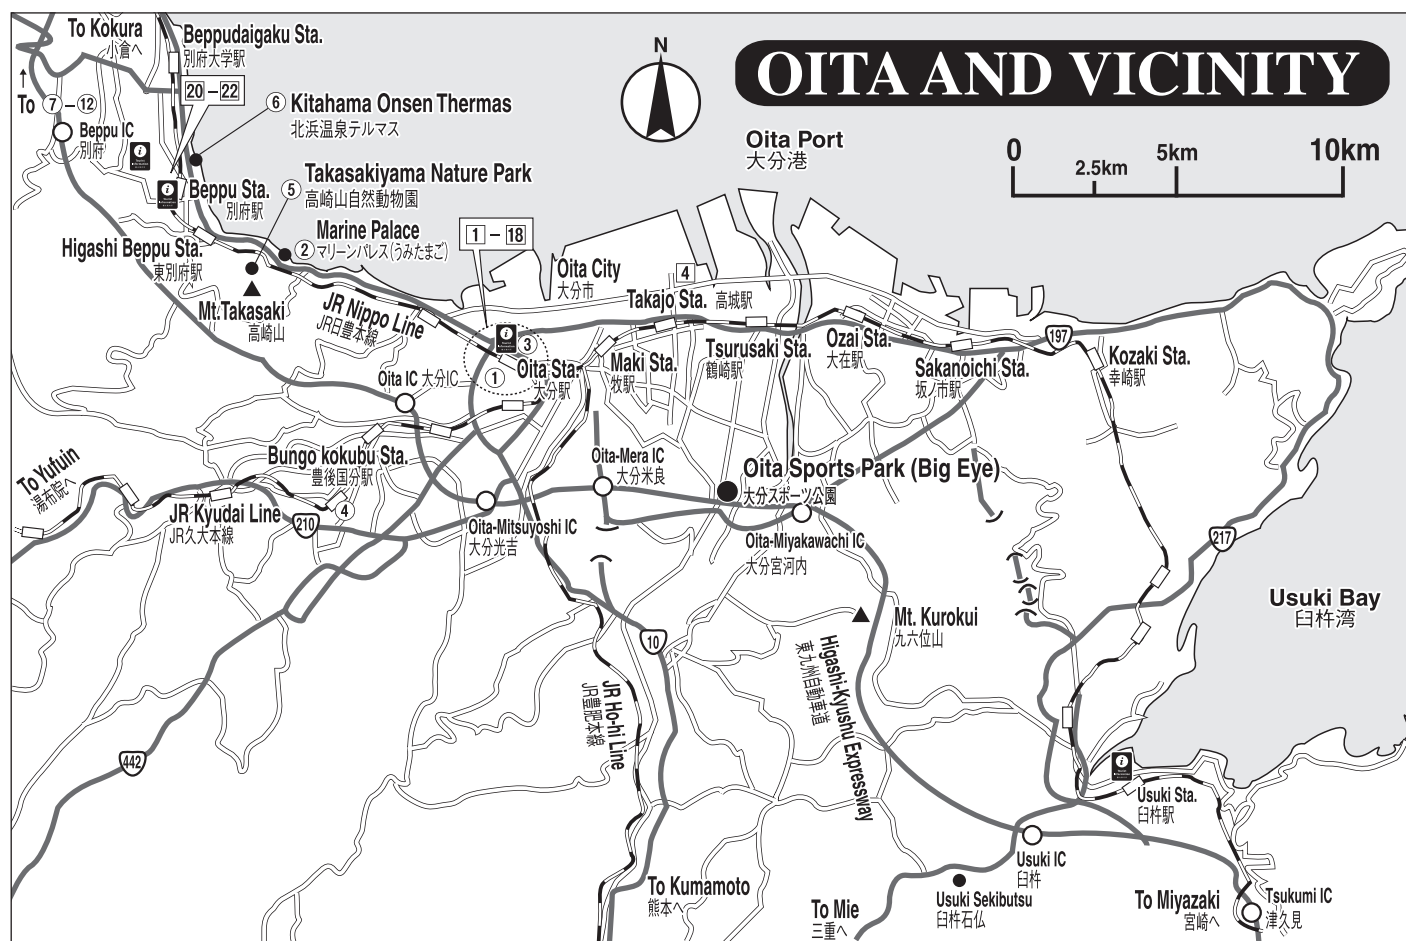 OITA AND VICINITY
N
To Kokura
小倉へ
Beppudaigaku Sta.
別府大学駅
20 – 22
To ⑦–⑫
Beppu IC
別府
⑥ Kitahama Onsen Thermas
北浜温泉テルマス
Oita Port
大分港
0
2.5km
5km
10km
Takasakiyama Nature Park
⑤ 高崎山自然動物園
Beppu Sta.
別府駅
Marine Palace
② マリーンパレス(うみたまご)
1 – 18
Higashi Beppu Sta.
東別府駅
Oita City
大分市
4
Mt.Takasaki
高崎山
JR Nippo Line
JR日豊本線
Takajo Sta. 高城駅
③
①
Oita Sta.
大分駅
Maki Sta.
牧駅
Tsurusaki Sta.
鶴崎駅
Ozai Sta.
大在駅
Sakanoichi Sta.
坂ノ市駅
197
Kozaki Sta.
幸崎駅
Oita IC 大分IC
Bungo kokubu Sta.
豊後国分駅
To Yufuin
湯布院へ
JR Kyudai Line
JR久大本線
210
④
Oita-Mera IC
大分米良
Oita Sports Park (Big Eye)
大分スポーツ公園
Oita-Mitsuyoshi IC
大分光吉
Oita-Miyakawachi IC
大分宮河内
217
Usuki Bay
臼杵湾
Mt. Kurokui
九六位山
10
Higashi-Kyushu Expressway
東九州自動車道
JR Ho-hi Line
JR豊肥本線
442
Usuki Sta.
臼杵駅
Usuki IC
臼杵
To Kumamoto
熊本へ
To Mie
三重へ
Usuki Sekibutsu
臼杵石仏
To Miyazaki
宮崎へ
Tsukumi IC
津久見